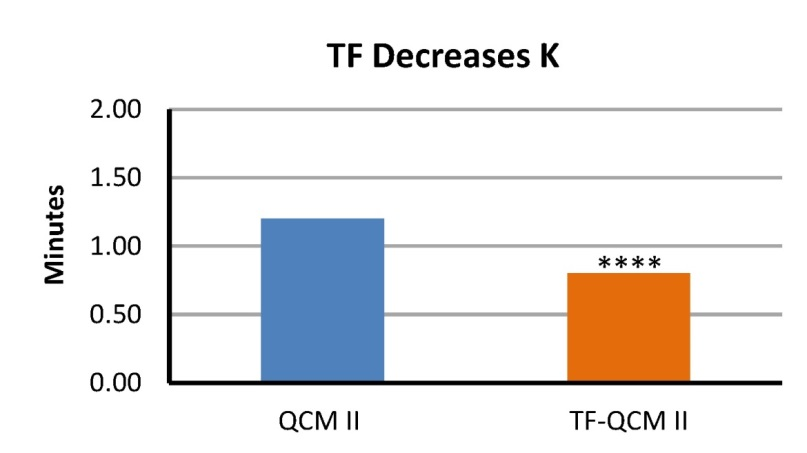 TF Decreases K
2.00
1.50
1.00
0.50
0.00
Minutes
****
QCM II
TF-QCM II